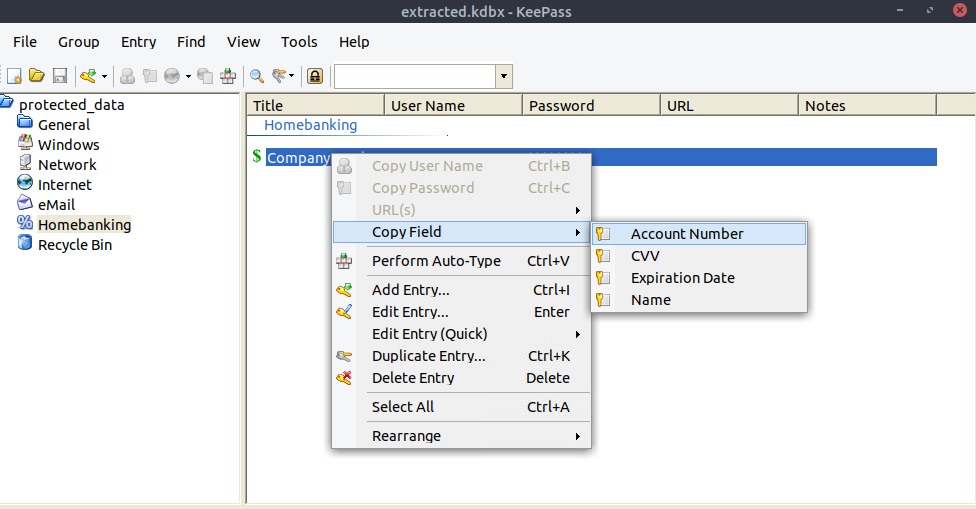 extracted.kdbx - KeePass
File Group Entry Find View Tools Help
protected_data
General
Windows
Network
Internet
eMail
Homebanking
Recycle Bin
Title User Name Password URL Notes
Homebanking
Company
Copy User Name Ctrl+B
Copy Password Ctrl+C
URL(s)
Copy Field
Perform Auto-Type Ctrl+V
Add Entry... Ctrl+I
Edit Entry... Enter
Edit Entry (Quick)
Duplicate Entry... Ctrl+K
Delete Entry Delete
Select All Ctrl+A
Rearrange
Account Number
CVV
Expiration Date
Name